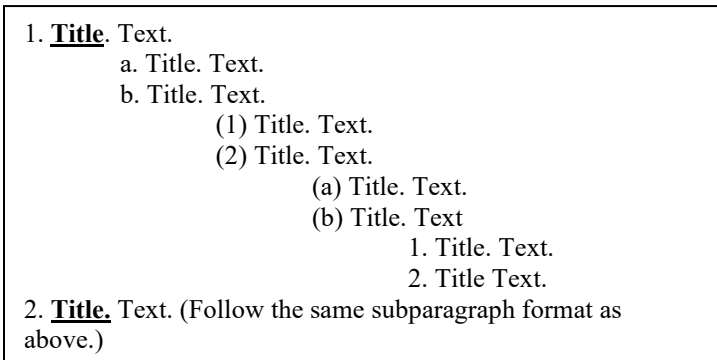 1. Title. Text.
a. Title. Text.
b. Title. Text.
(1) Title. Text.
(2) Title. Text.
(a) Title. Text.
(b) Title. Text
1. Title. Text.
2. Title Text.
2. Title. Text. (Follow the same subparagraph format as
above.)